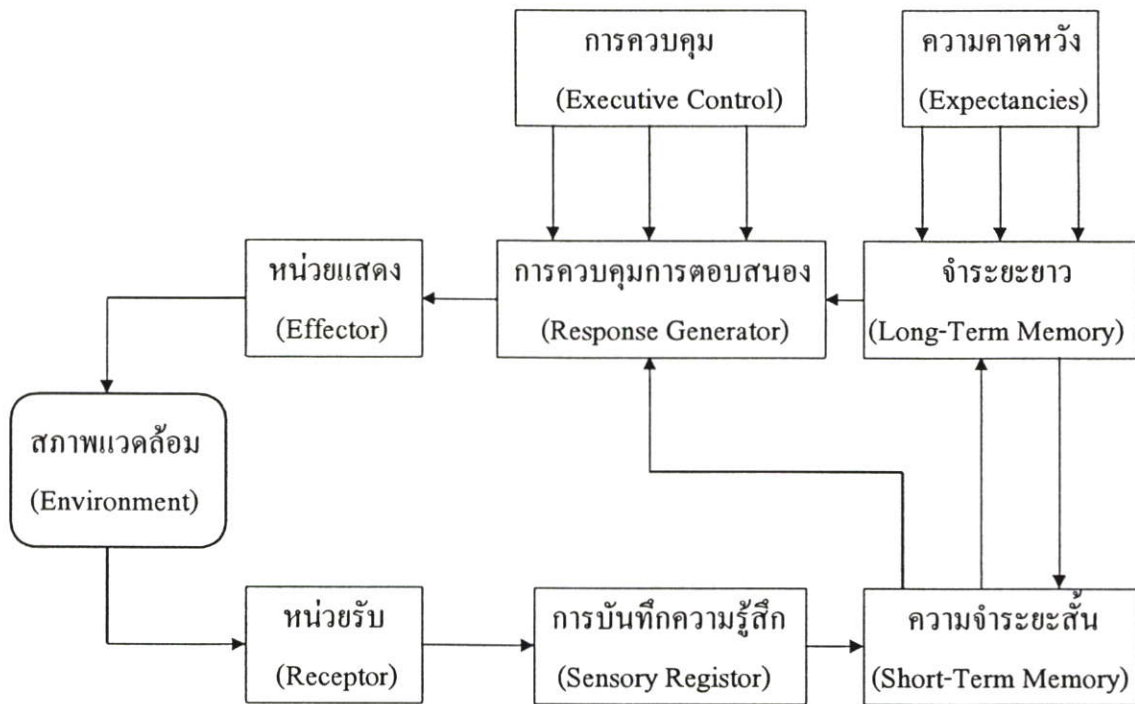 การควบคุม
(Executive Control)
ความคาดหวัง
(Expectancies)
หน่วยแสดง
(Effector)
การควบคุมการตอบสนอง
(Response Generator)
จำระยะยาว
(Long-Term Memory)
สภาพแวดล้อม
(Environment)
หน่วยรับ
(Receptor)
การบันทึกความรู้สึก
(Sensory Registor)
ความจำระยะสั้น
(Short-Term Memory)